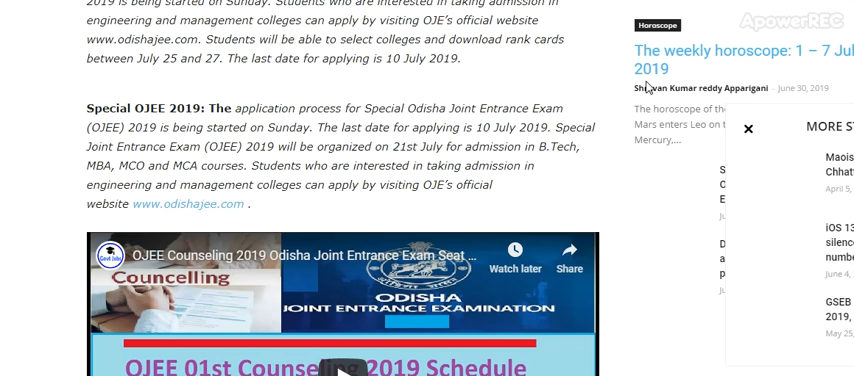 2019 is being started on Sunday. Students who are interested in taking admission in
engineering and management colleges can apply by visiting OJE's official website
www.odishajee.com. Students will be able to select colleges and download rank cards
between July 25 and 27. The last date for applying is 10 July 2019.
Special OJEE 2019: The application process for Special Odisha Joint Entrance Exam
(OJEE) 2019 is being started on Sunday. The last date for applying is 10 July 2019. Special
Joint Entrance Exam (OJEE) 2019 will be organized on 21st July for admission in B.Tech,
MBA, MCO and MCA courses. Students who are interested in taking admission in
engineering and management colleges can apply by visiting OJE's official
website www.odishajee.com .
Govt Jobs
OJEE Counseling 2019 Odisha Joint Entrance Exam Seat ...
Watch later
Share
Councelling
ODISHA
JOINT ENTRANCE EXAMINATION
OJEE 01st Counseling 2019 Schedule
ApowerREC
Horoscope
The weekly horoscope: 1 – 7 Jul
2019
Kumar reddy Apparigani - June 30, 2019
The horoscope of the
Mars enters Leo on
Mercury,...
MORE
April 5,
iOS 13
silence
June 4,
GSEB
2019,
May 25,